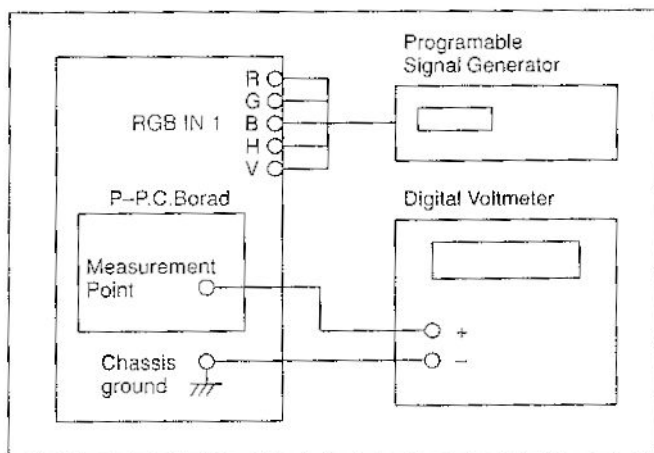 Programable
Signal Generator
R
G
RGB IN 1 B
H
V
P-P.C.Borad
Digital Voltmeter
Measurement
Point
+
−
Chassis
ground